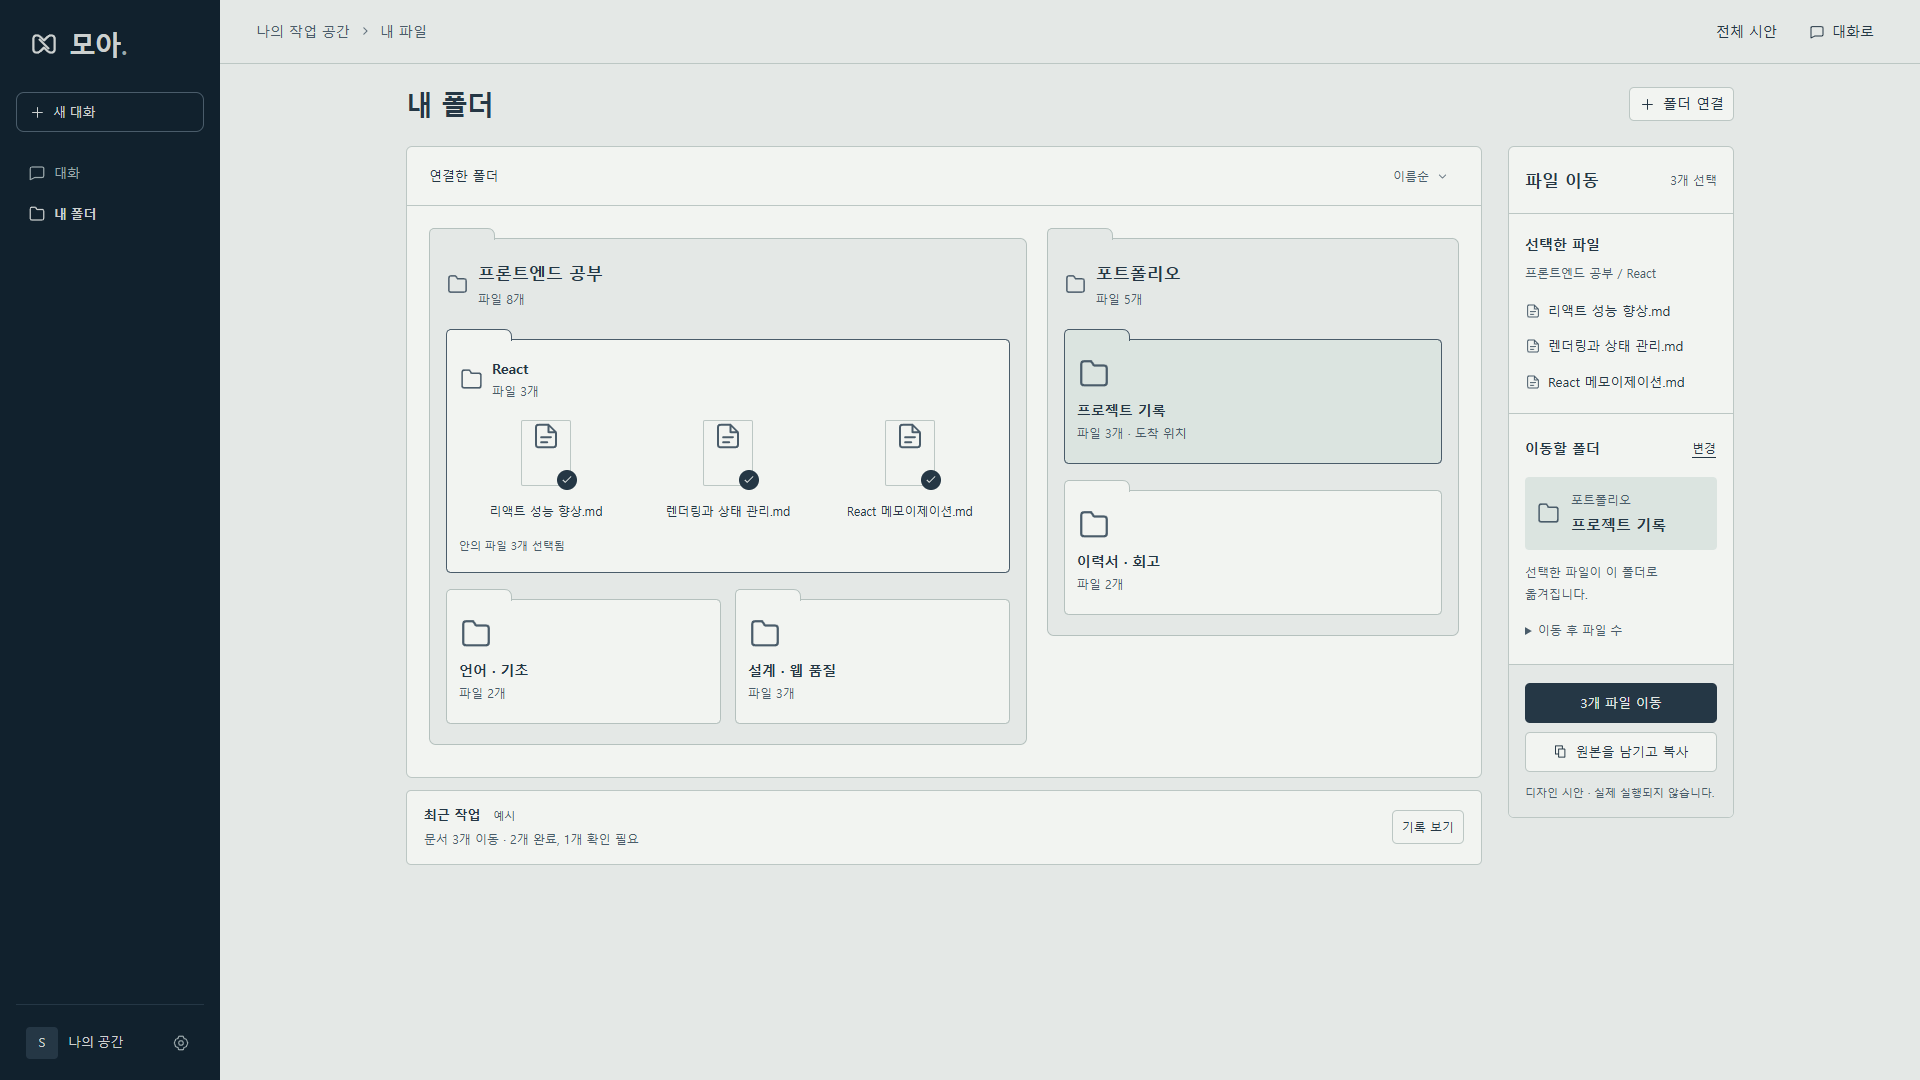 모아.
새 대화
대화
내 폴더
S
나의 공간
나의 작업 공간
내 파일
전체 시안
대화로
내 폴더
폴더 연결
연결한 폴더
이름순
프론트엔드 공부
파일 8개
React
파일 3개
리액트 성능 향상.md
렌더링과 상태 관리.md
React 메모이제이션.md
안의 파일 3개 선택됨
언어 · 기초
파일 2개
설계 · 웹 품질
파일 3개
포트폴리오
파일 5개
프로젝트 기록
파일 3개 · 도착 위치
이력서 · 회고
파일 2개
최근 작업 예시
문서 3개 이동 · 2개 완료, 1개 확인 필요
기록 보기
파일 이동
3개 선택
선택한 파일
프론트엔드 공부 / React
리액트 성능 향상.md
렌더링과 상태 관리.md
React 메모이제이션.md
이동할 폴더
변경
포트폴리오
프로젝트 기록
선택한 파일이 이 폴더로
옮겨집니다.
이동 후 파일 수
3개 파일 이동
원본을 남기고 복사
디자인 시안 · 실제 실행되지 않습니다.